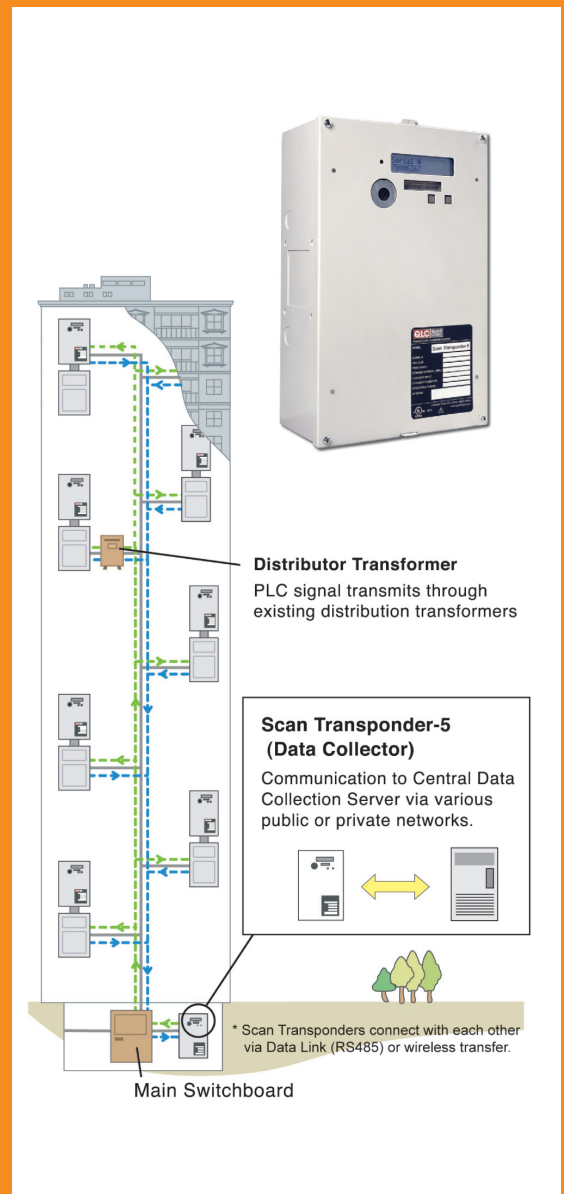 Serial #
QLC
MODEL
Scan Transponder-5
Distributor Transformer
PLC signal transmits through
existing distribution transformers
Scan Transponder-5
(Data Collector)
Communication to Central Data
Collection Server via various
public or private networks.
* Scan Transponders connect with each other
via Data Link (RS485) or wireless transfer.
Main Switchboard